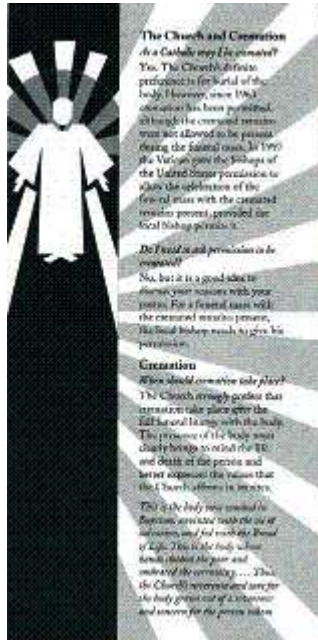 The Church and Cremation
As a Catholic may I be cremated?
Yes. The Church's definite
preference is for burial of the
body. However, since 1963
cremation has been permitted,
although the cremated remains
were not allowed to be present
during the funeral mass. In 1997
the Vatican gave the bishops of
the United States permission to
allow the celebration of the
funeral mass with the cremated
remains present, provided the
local bishop permits it.
Do I need to ask permission to be
cremated?
No, but it is a good idea to
discuss your reasons with your
pastor. For a funeral mass with
the cremated remains present,
the local bishop needs to give his
permission.
Cremation
When should cremation take place?
The Church strongly prefers that
cremation take place after the
full funeral liturgy with the body.
The presence of the body most
clearly brings to mind the life
and death of the person and
better expresses the values that
the Church affirms in its rites.
This is the body once washed in
Baptism, anointed with the oil of
salvation, and fed with the Bread
of Life. This is the body whose
hands clothed the poor and
embraced the sorrowing.... Thus,
the Church's reverence and care for
the body grows out of a reverence
and concern for the person whom